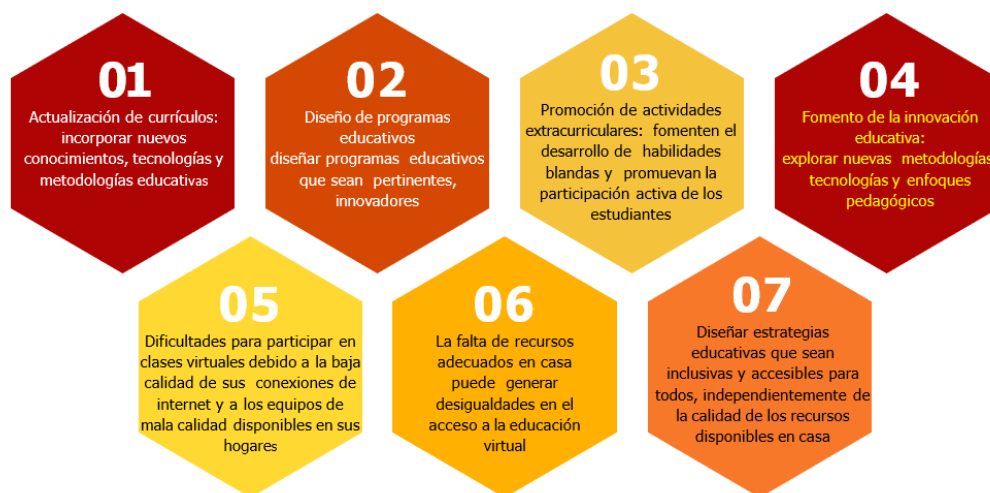 01
Actualización de currículos:
incorporar nuevos
conocimientos, tecnologías y
metodologías educativas
02
Diseño de programas
educativos
diseñar programas educativos
que sean pertinentes,
innovadores
03
Promoción de actividades
extracurriculares: fomenten el
desarrollo de habilidades
blandas y promuevan la
participación activa de los
estudiantes
04
Fomento de la innovación
educativa:
explorar nuevas metodologías
tecnologías y enfoques
pedagógicos
05
Dificultades para participar en
clases virtuales debido a la baja
calidad de sus conexiones de
internet y a los equipos de
mala calidad disponibles en sus
hogares
06
La falta de recursos
adecuados en casa
puede generar
desigualdades en el
acceso a la educación
virtual
07
Diseñar estrategias
educativas que sean
inclusivas y accesibles para
todos, independientemente de
la calidad de los recursos
disponibles en casa